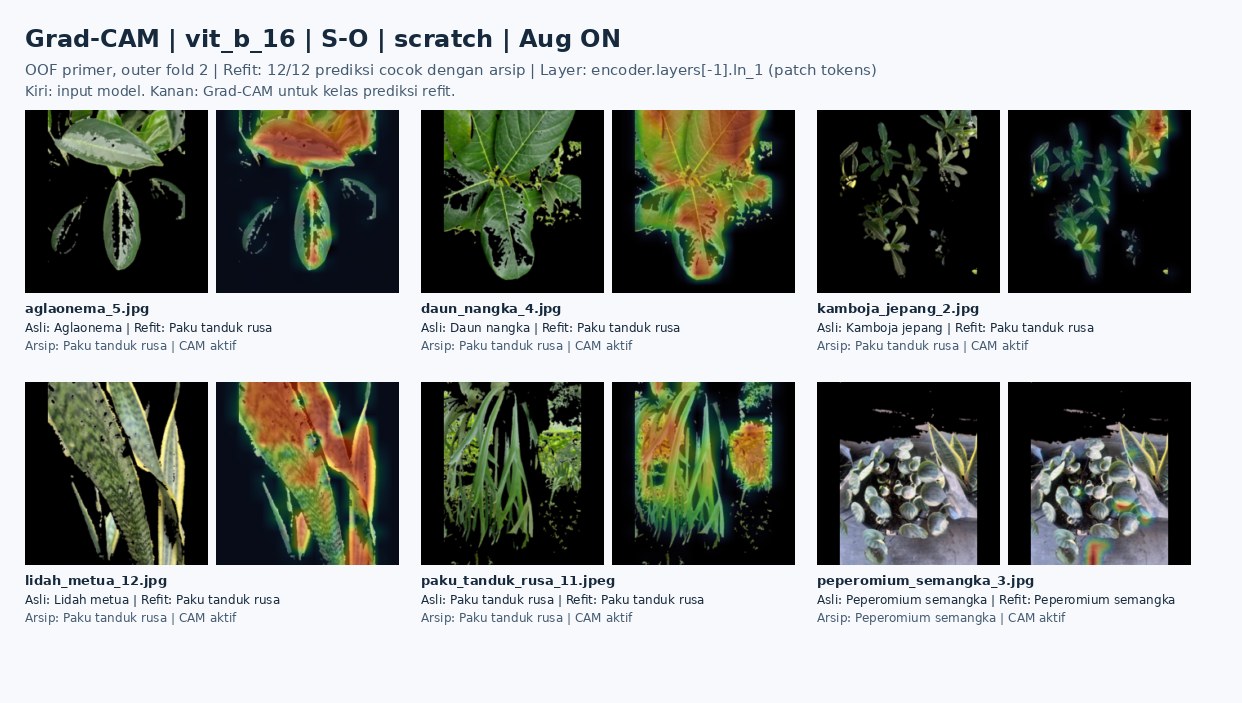 Grad-CAM | vit_b_16 | S-O | scratch | Aug ON
OOF primer, outer fold 2 | Refit: 12/12 prediksi cocok dengan arsip | Layer: encoder.layers[-1].ln_1 (patch tokens)
Kiri: input model. Kanan: Grad-CAM untuk kelas prediksi refit.
aglaonema_5.jpg
Asli: Aglaonema | Refit: Paku tanduk rusa
Arsip: Paku tanduk rusa | CAM aktif
daun_nangka_4.jpg
Asli: Daun nangka | Refit: Paku tanduk rusa
Arsip: Paku tanduk rusa | CAM aktif
kamboja_jepang_2.jpg
Asli: Kamboja jepang | Refit: Paku tanduk rusa
Arsip: Paku tanduk rusa | CAM aktif
lidah_metua_12.jpg
Asli: Lidah metua | Refit: Paku tanduk rusa
Arsip: Paku tanduk rusa | CAM aktif
paku_tanduk_rusa_11.jpeg
Asli: Paku tanduk rusa | Refit: Paku tanduk rusa
Arsip: Paku tanduk rusa | CAM aktif
peperomium_semangka_3.jpg
Asli: Peperomium semangka | Refit: Peperomium semangka
Arsip: Peperomium semangka | CAM aktif